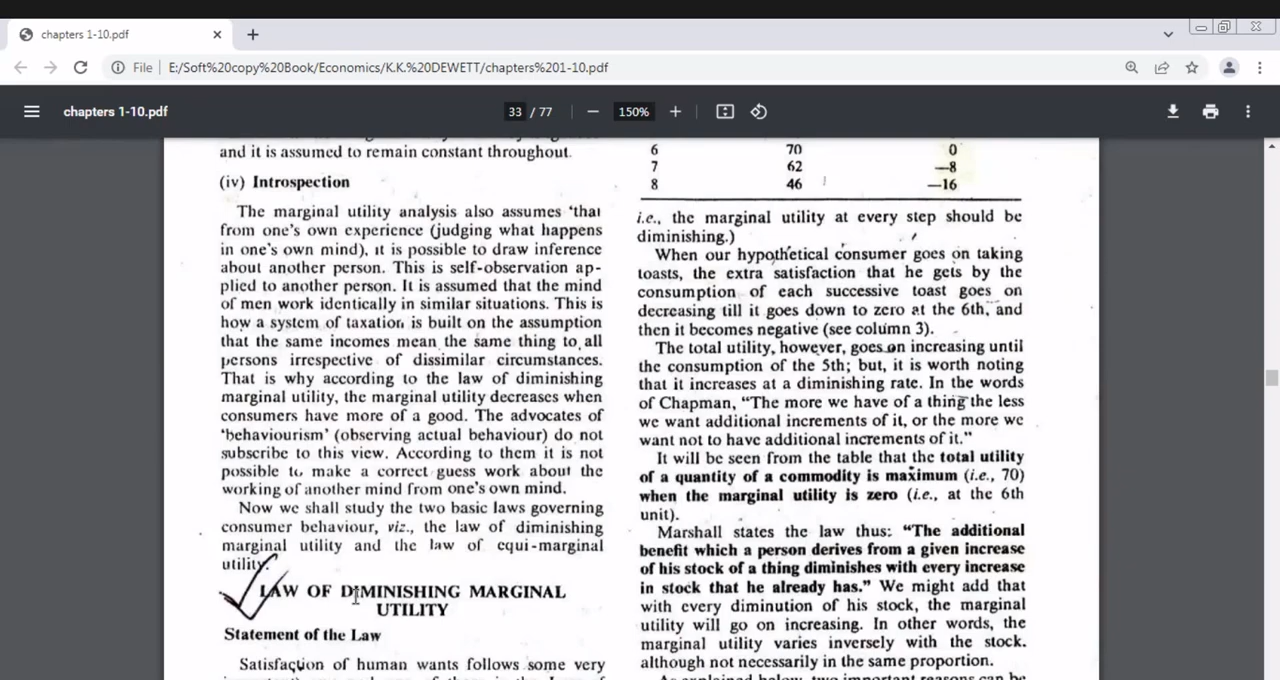 chapters 1-10.pdf
File | E:/Soft%20copy%20Book/Economics/K.K.%20DEWETT/chapters%201-10.pdf
chapters 1-10.pdf
33 / 77
150%
and it is assumed to remain constant throughout.
(iv) Introspection
The marginal utility analysis also assumes 'that
from one's own experience (judging what happens
in one's own mind), it is possible to draw inference
about another person. This is self-observation ap-
plied to another person. It is assumed that the mind
of men work identically in similar situations. This is
how a system of taxation is built on the assumption
that the same incomes mean the same thing to all
persons irrespective of dissimilar circumstances.
That is why according to the law of diminishing
marginal utility, the marginal utility decreases when
consumers have more of a good. The advocates of
'behaviourism' (observing actual behaviour) do not
subscribe to this view. According to them it is not
possible to make a correct guess work about the
working of another mind from one's own mind.
Now we shall study the two basic laws governing
consumer behaviour, viz., the law of diminishing
marginal utility and the law of equi-marginal
utility.
LAW OF DIMINISHING MARGINAL
UTILITY
Statement of the Law
Satisfaction of human wants follows some very
6 70 0
7 62 —8
8 46 —16
i.e., the marginal utility at every step should be
diminishing.)
When our hypothetical consumer goes on taking
toasts, the extra satisfaction that he gets by the
consumption of each successive toast goes on
decreasing till it goes down to zero at the 6th, and
then it becomes negative (see column 3).
The total utility, however, goes on increasing until
the consumption of the 5th; but, it is worth noting
that it increases at a diminishing rate. In the words
of Chapman, "The more we have of a thing the less
we want additional increments of it, or the more we
want not to have additional increments of it."
It will be seen from the table that the total utility
of a quantity of a commodity is maximum (i.e., 70)
when the marginal utility is zero (i.e., at the 6th
unit).
Marshall states the law thus: "The additional
benefit which a person derives from a given increase
of his stock of a thing diminishes with every increase
in stock that he already has." We might add that
with every diminution of his stock, the marginal
utility will go on increasing. In other words, the
marginal utility varies inversely with the stock.
although not necessarily in the same proportion.
As explained below, two important reasons can be